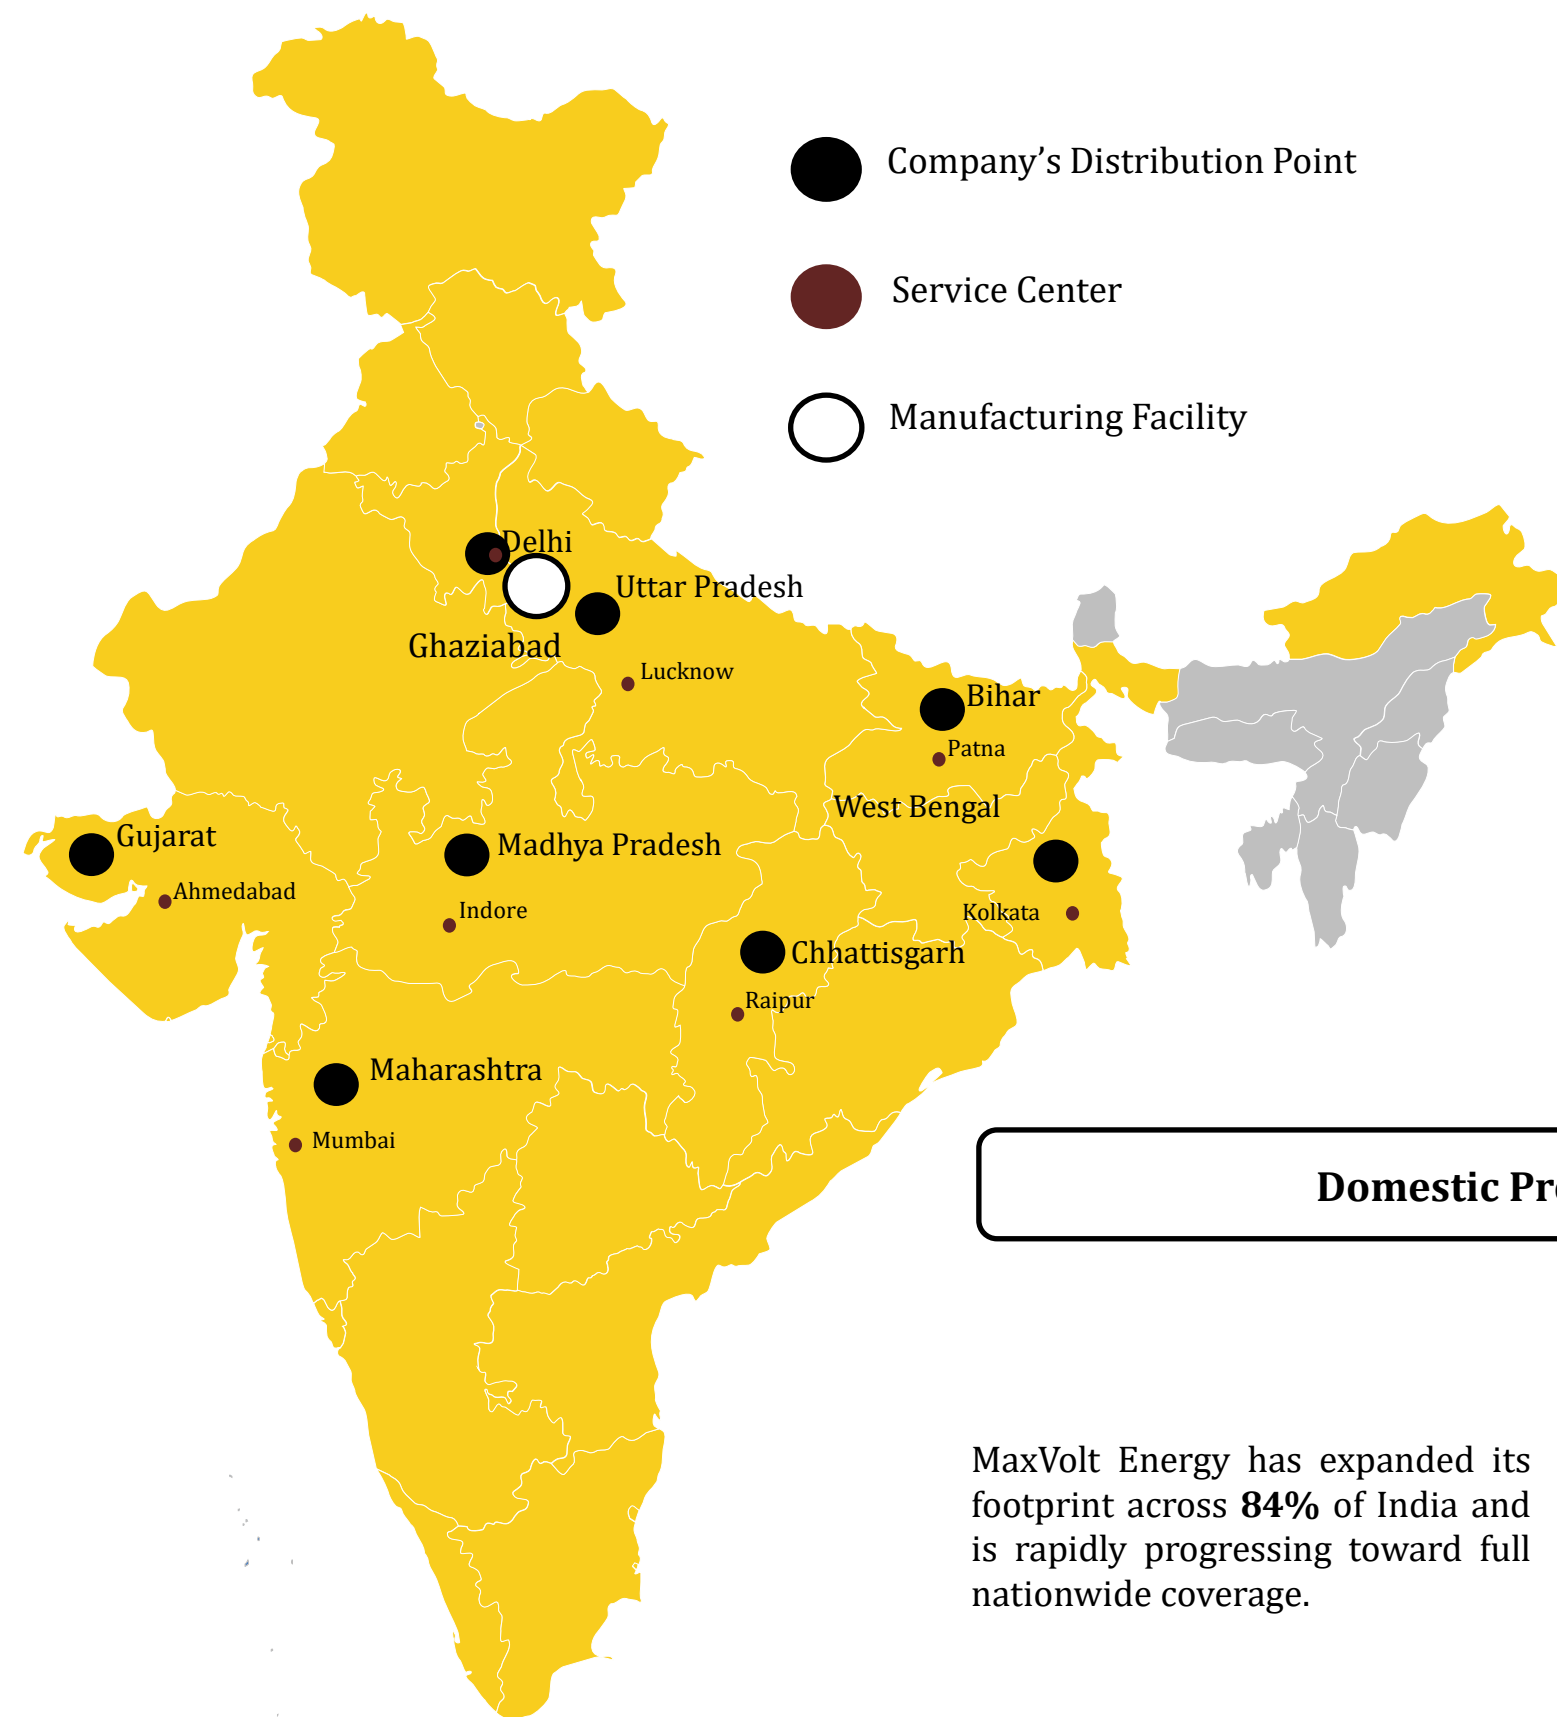 Company’s Distribution Point
Service Center
Manufacturing Facility
Delhi
Uttar Pradesh
Ghaziabad
Lucknow
Bihar
Patna
West Bengal
Gujarat
Madhya Pradesh
Ahmedabad
Indore
Kolkata
Chhattisgarh
Raipur
Maharashtra
Mumbai
Domestic
MaxVolt Energy has expanded its
footprint across 84% of India and
is rapidly progressing toward full
nationwide coverage.